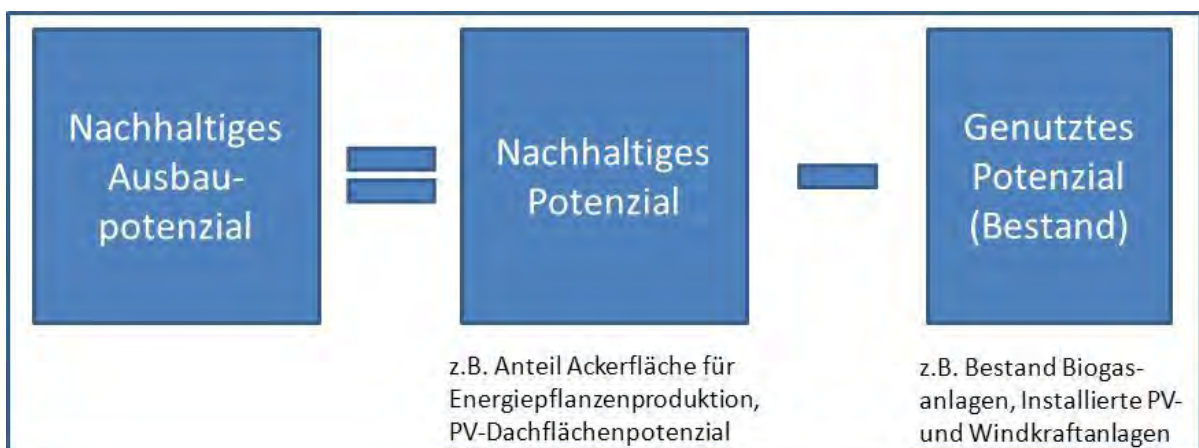 Nachhaltiges
Ausbau-
potenzial
Nachhaltiges
Potenzial
Genutztes
Potenzial
(Bestand)
z.B. Anteil Ackerfläche für
Energiepflanzenproduktion,
PV-Dachflächenpotenzial
z.B. Bestand Biogas-
anlagen, Installierte PV-
und Windkraftanlagen